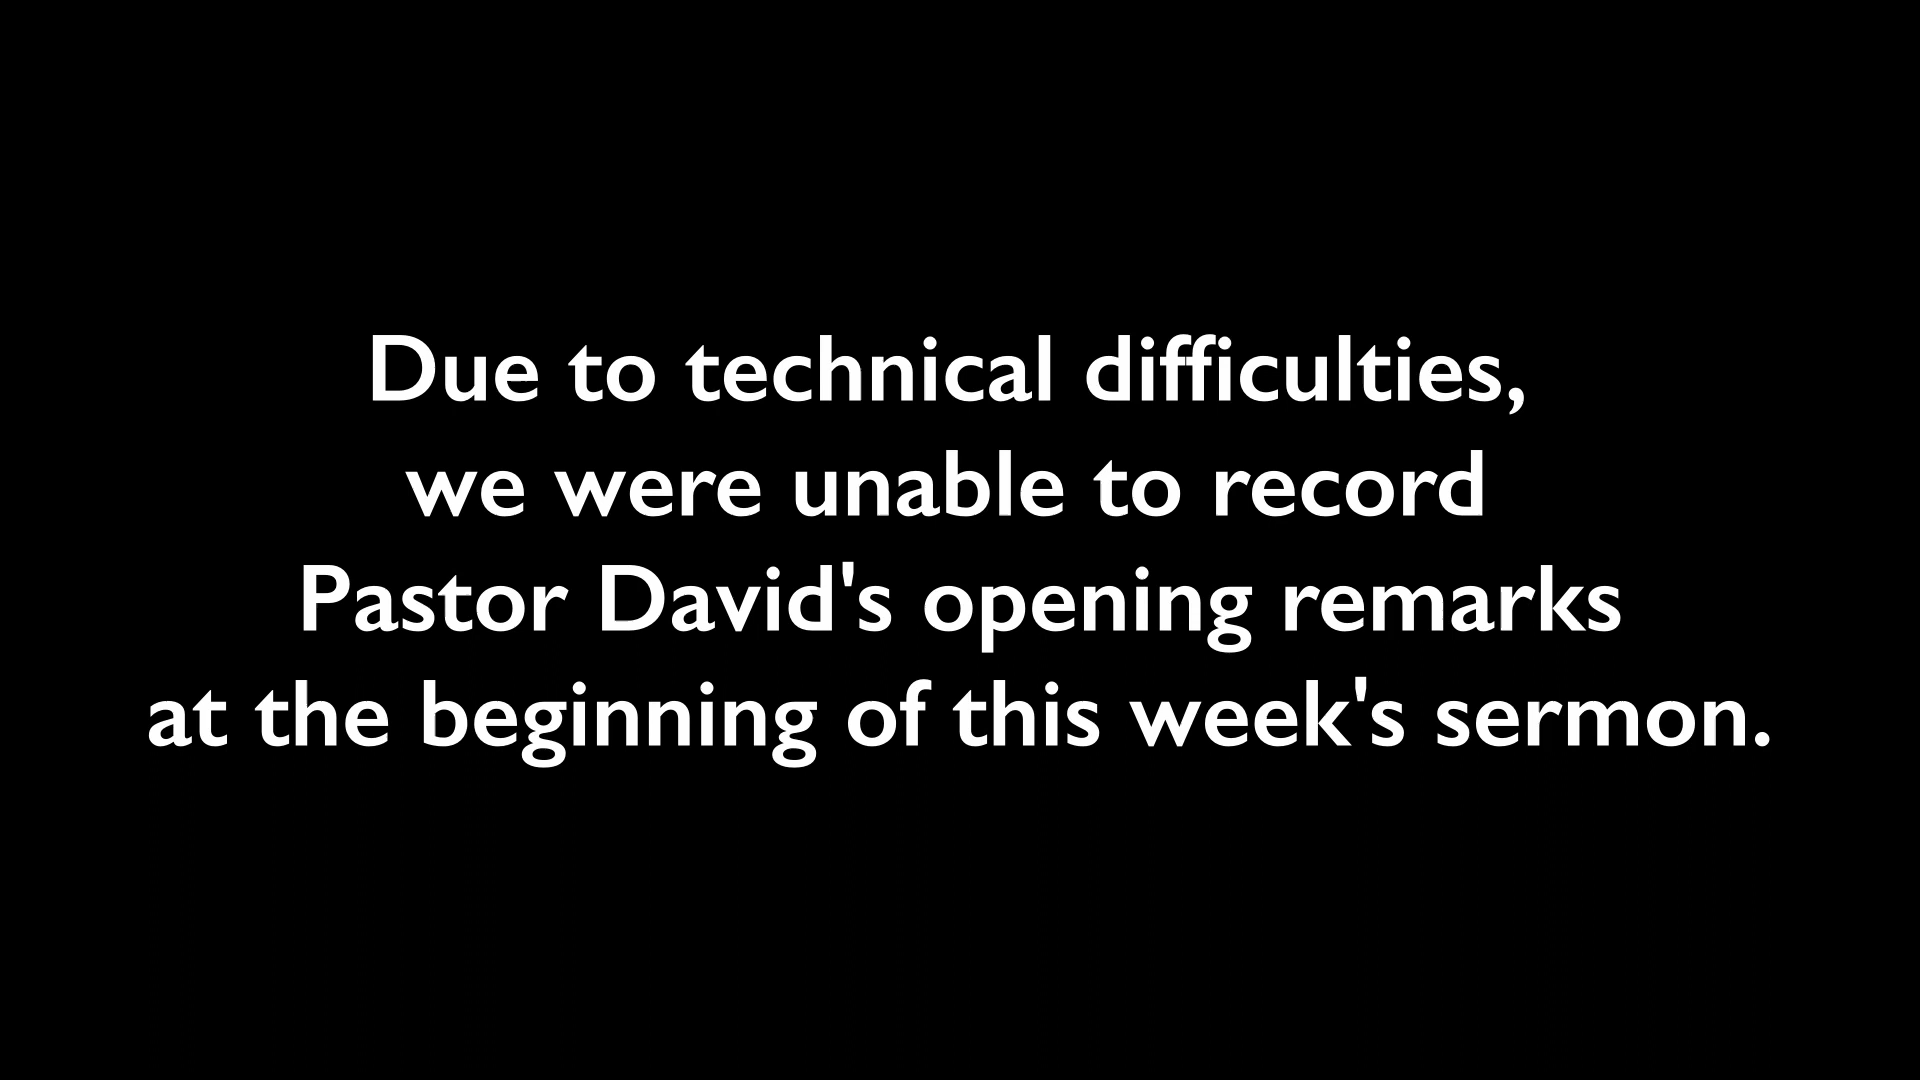 Due to technical difficulties,
we were unable to record
Pastor David's opening remarks
at the beginning of this week's sermon.